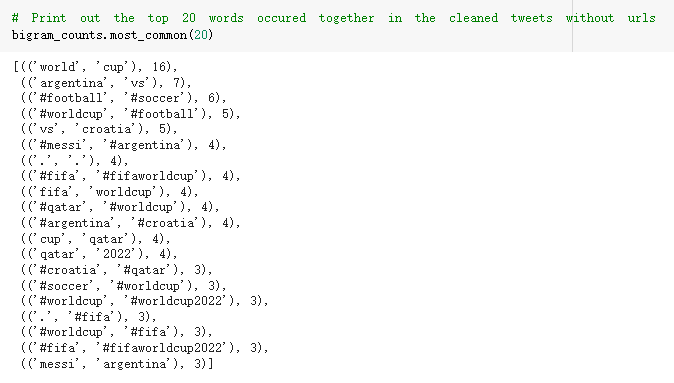 # Print out the top 20 words occured together in the cleaned tweets without urls
bigram_counts.most_common(20)
[(('world', 'cup'), 16),
(('argentina', 'vs'), 7),
(('#football', '#soccer'), 6),
(('#worldcup', '#football'), 5),
(('vs', 'croatia'), 5),
(('#messi', '#argentina'), 4),
(('.', '.'), 4),
(('#fifa', '#fifaworldcup'), 4),
(('fifa', 'worldcup'), 4),
(('#qatar', '#worldcup'), 4),
(('#argentina', '#croatia'), 4),
(('cup', 'qatar'), 4),
(('qatar', '2022'), 4),
(('#croatia', '#qatar'), 3),
(('#soccer', '#worldcup'), 3),
(('#worldcup', '#worldcup2022'), 3),
(('.', '#fifa'), 3),
(('#worldcup', '#fifa'), 3),
(('#fifa', '#fifaworldcup2022'), 3),
(('messi', 'argentina'), 3)]